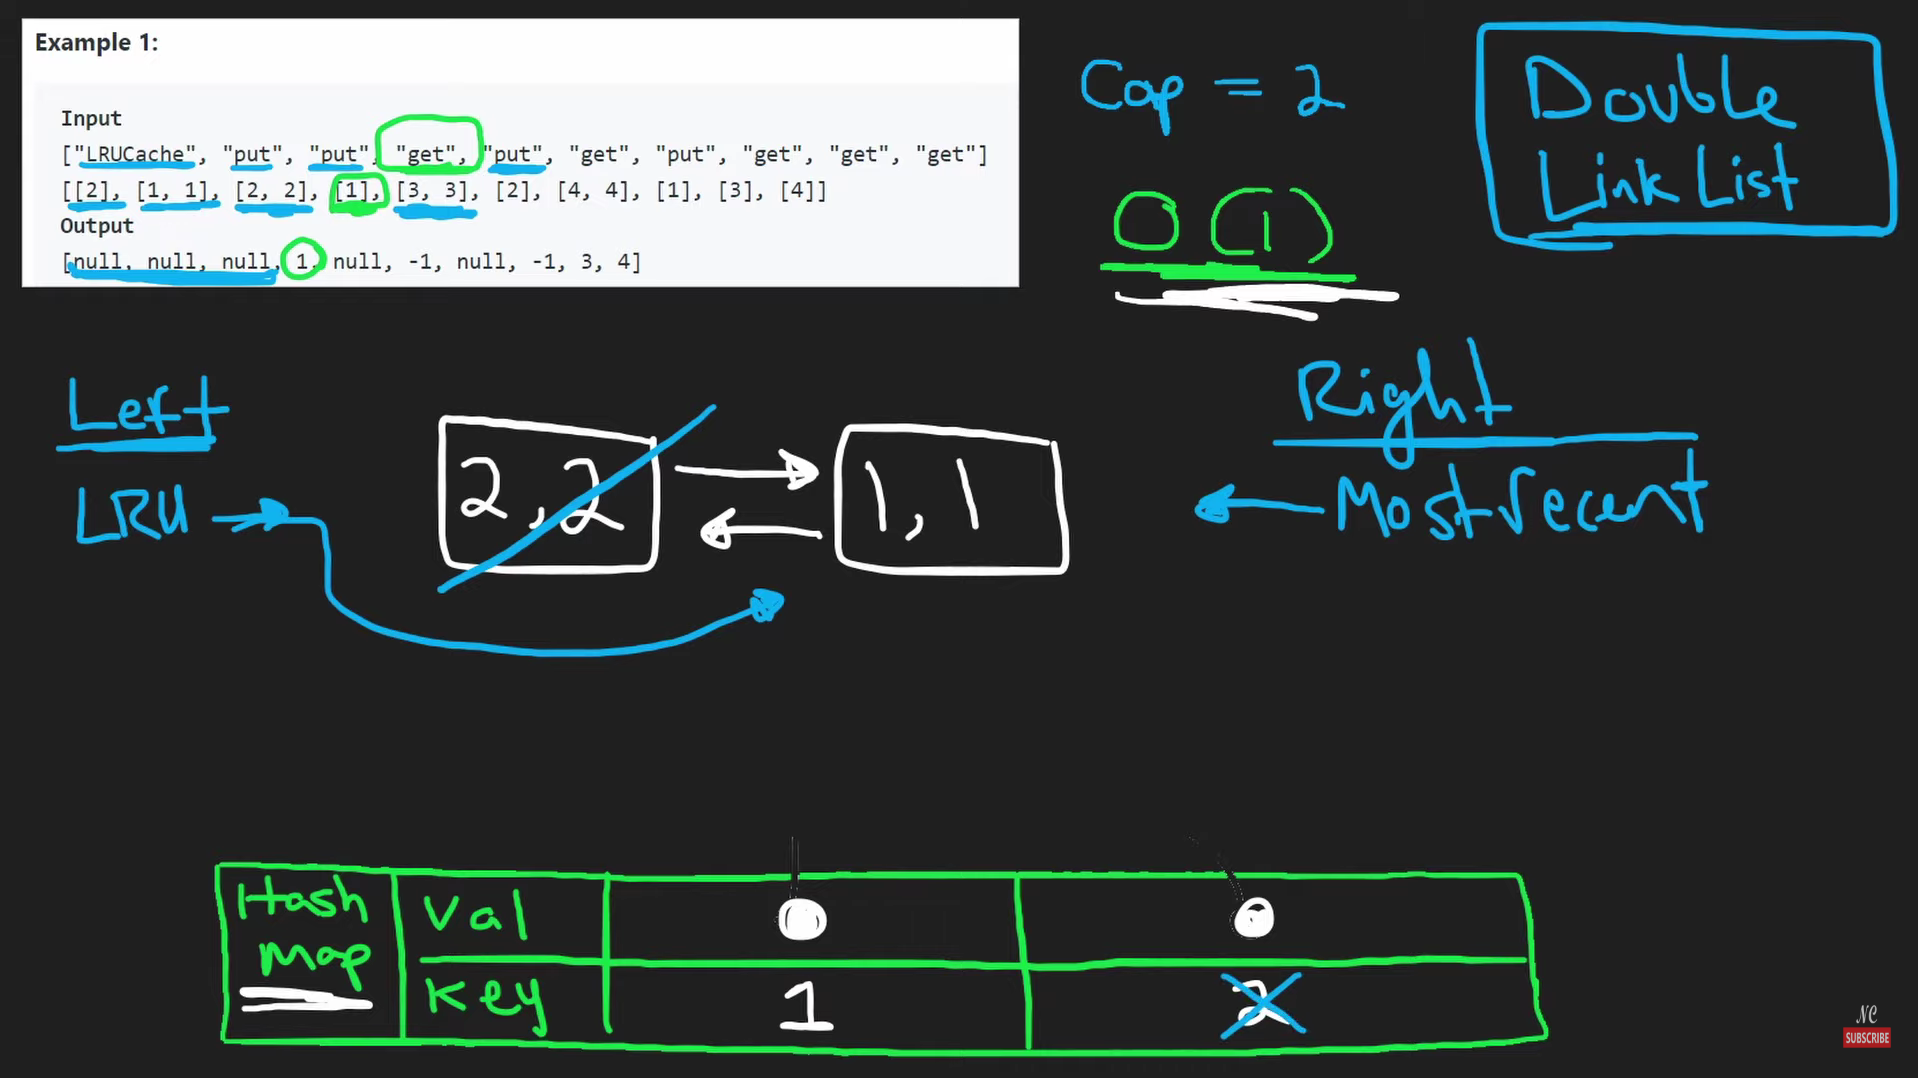 Example 1:
Input
["LRUCache", "put", "put", "get", "put", "get", "put", "get", "get", "get"]
[[2], [1, 1], [2, 2], [1], [3, 3], [2], [4, 4], [1], [3], [4]]
Output
[null, null, null, 1, null, -1, null, -1, 3, 4]
Cap = 2
O(1)
Double
Link List
Left
LRU
2, 2
1, 1
Right
Most recent
Hash
Map
Val
Key
1
2
NC
SUBSCRIBE